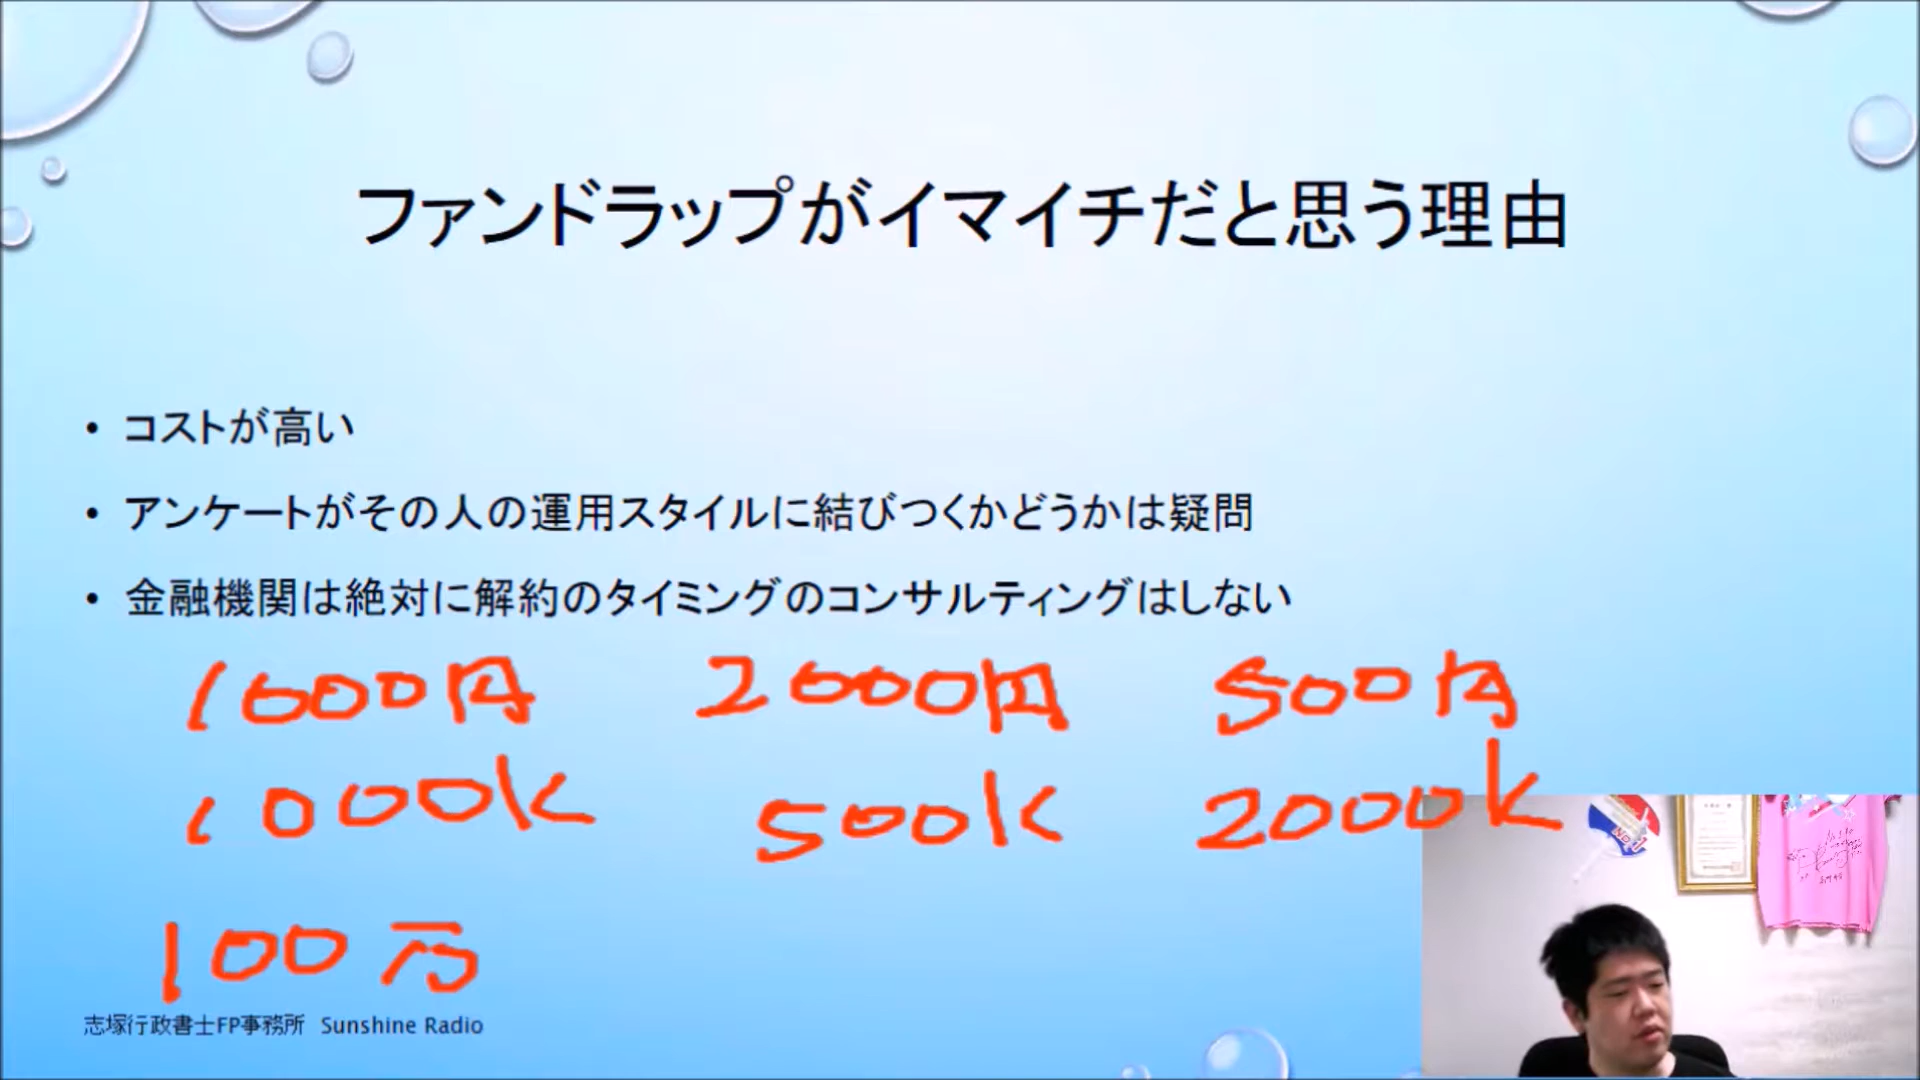 ファンドラップがイマイチだと思う理由
• コストが高い
• アンケートがその人の運用スタイルに結びつくかどうかは疑問
• 金融機関は絶対に解約のタイミングのコンサルティングはしない
1000円 2000円 500円
1000K 500K 2000K
100万
志塚行政書士FP事務所 Sunshine Radio